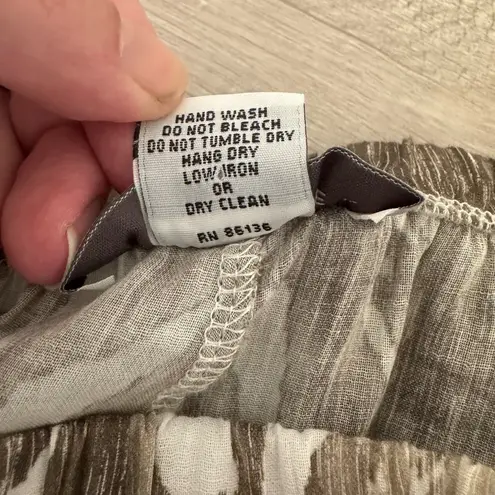 HAND WASH
DO NOT BLEACH
DO NOT TUMBLE DRY
HANG DRY
LOW IRON
OR
DRY CLEAN
RN 86136